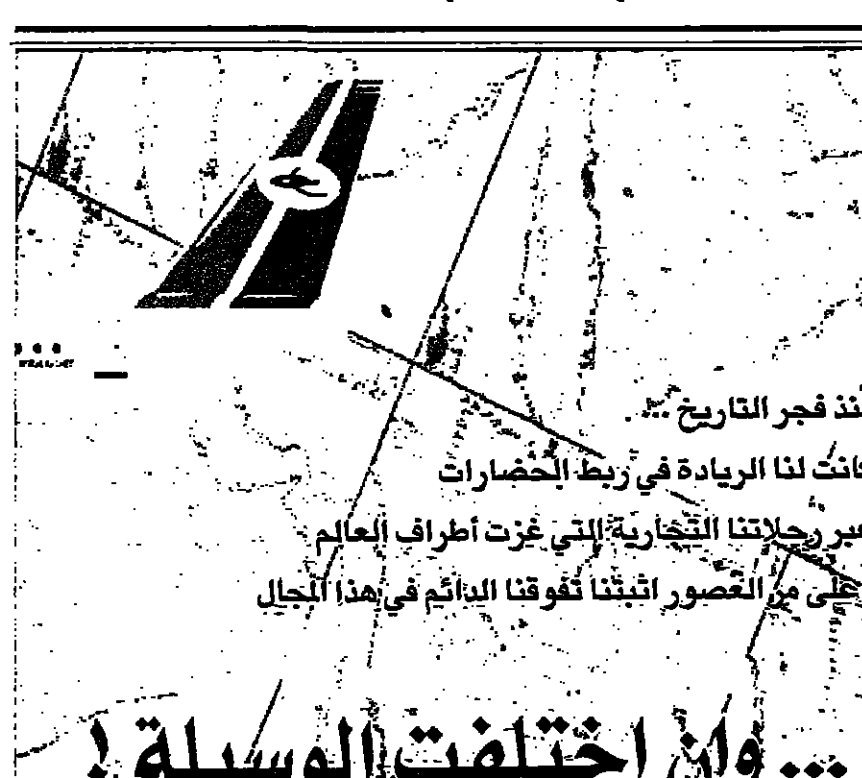 نذ فجر التاريخ ...
كانت لنا الريادة في ربط الحضارات
عبر رحلاتنا التجارية التي غزت أطراف العالم
على مر العصور اثبتنا تفوقنا الدائم في هذا المجال
... وان اختلفت الوسيلة !